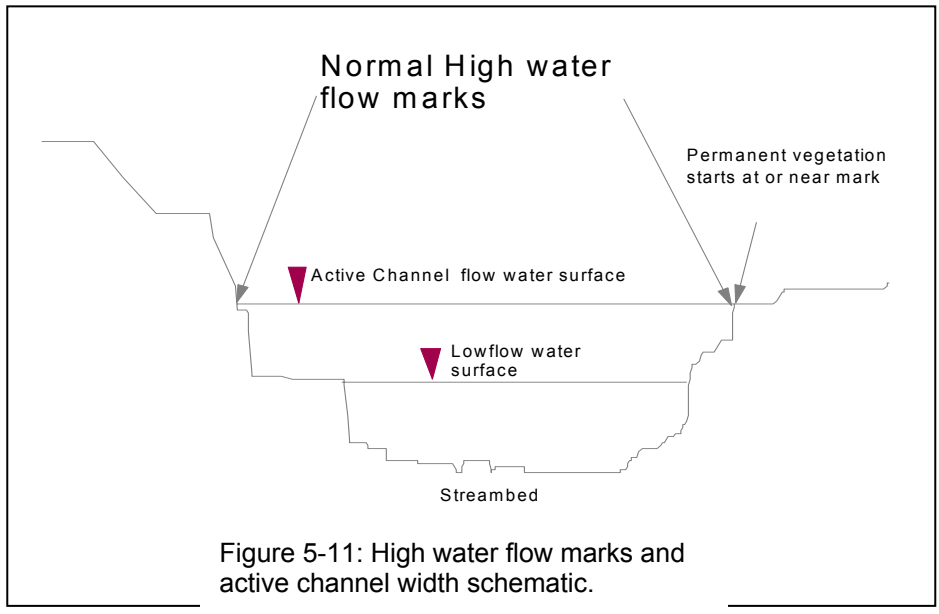 Normal High water
flow marks
Permanent vegetation
starts at or near mark
Active Channel flow water surface
Lowflow water
surface
Streambed
Figure 5-11: High water flow marks and
active channel width schematic.